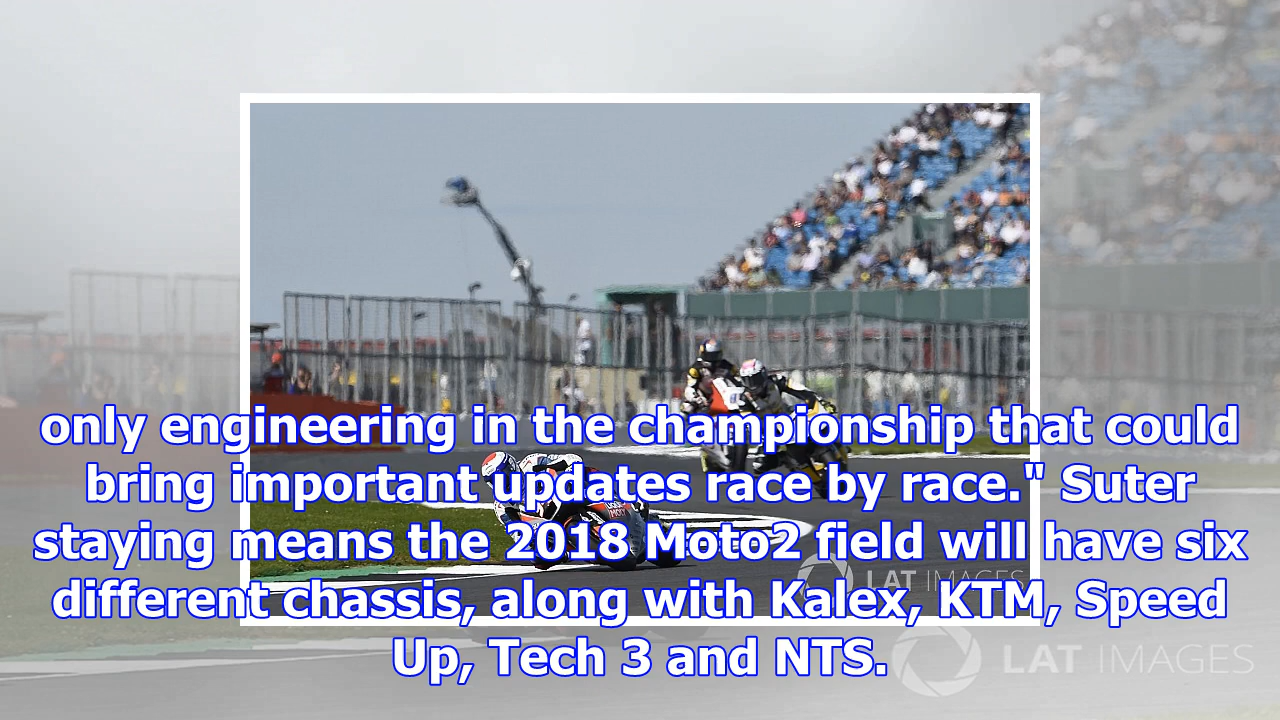 only engineering in the championship that could
bring important updates race by race." Suter
staying means the 2018 Moto2 field will have six
different chassis, along with Kalex, KTM, Speed
Up, Tech 3 and NTS.
LAT IMAGES
LAT IMAGES